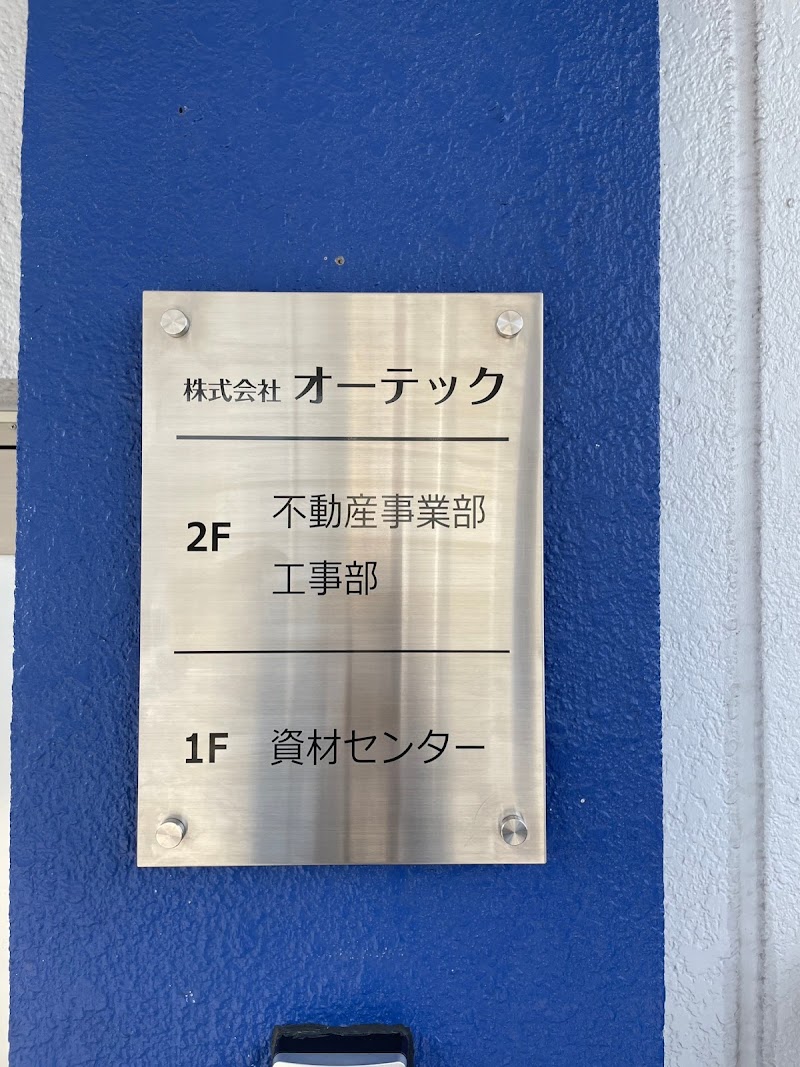 株式会社 オーテック
2F 不動産事業部
工事部
1F 資材センター